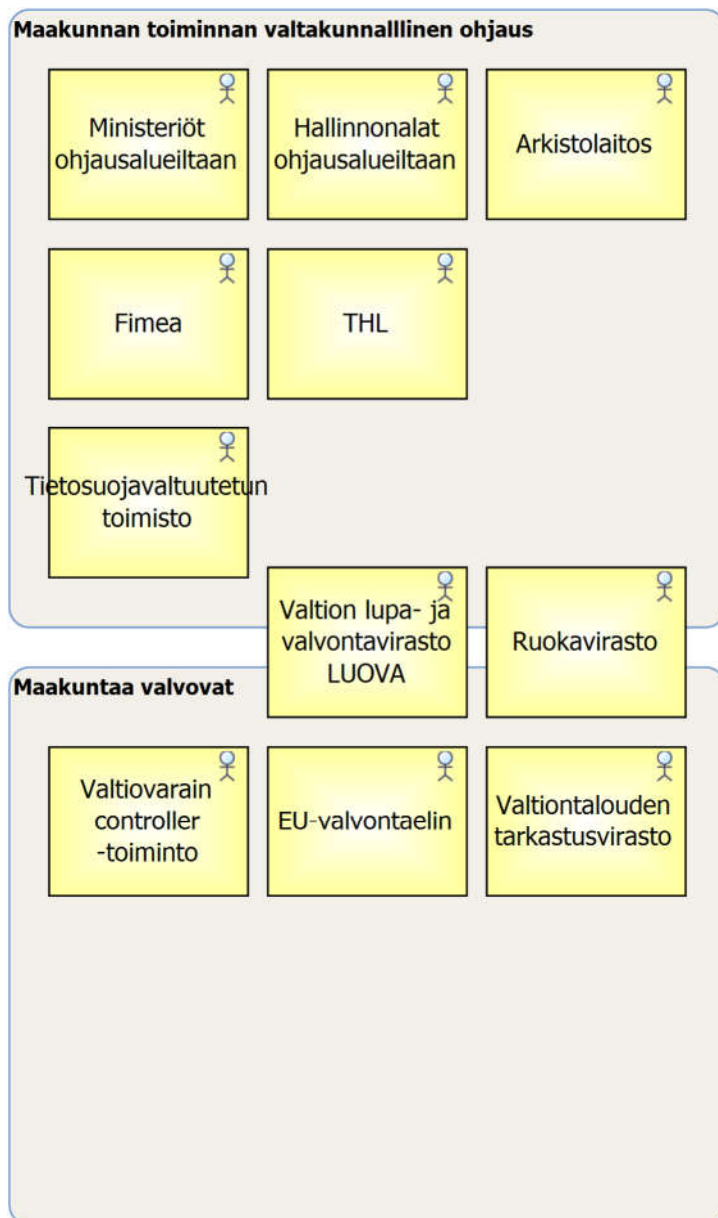 Maakunnan toiminnan valtakunnalllinen ohjaus
Ministeriöt
ohjausalueiltaan
Hallinnonalat
ohjausalueiltaan
Arkistolaitos
Fimea
THL
Tietosuojavaltuutetun
toimisto
Valtion lupa- ja
valvontavirasto
LUOVA
Ruokavirasto
Maakuntaa valvovat
Valtiovarain
controller
-toiminto
EU-valvontaelin
Valtiontalouden
tarkastusvirasto